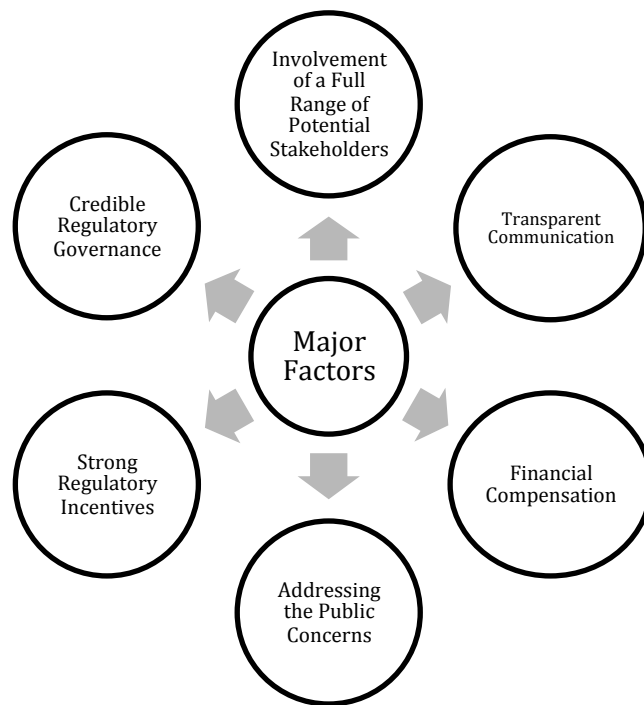 Involvement
of a Full
Range of
Potential
Stakeholders
Credible
Regulatory
Governance
Transparent
Communication
Major
Factors
Strong
Regulatory
Incentives
Financial
Compensation
Addressing
the Public
Concerns